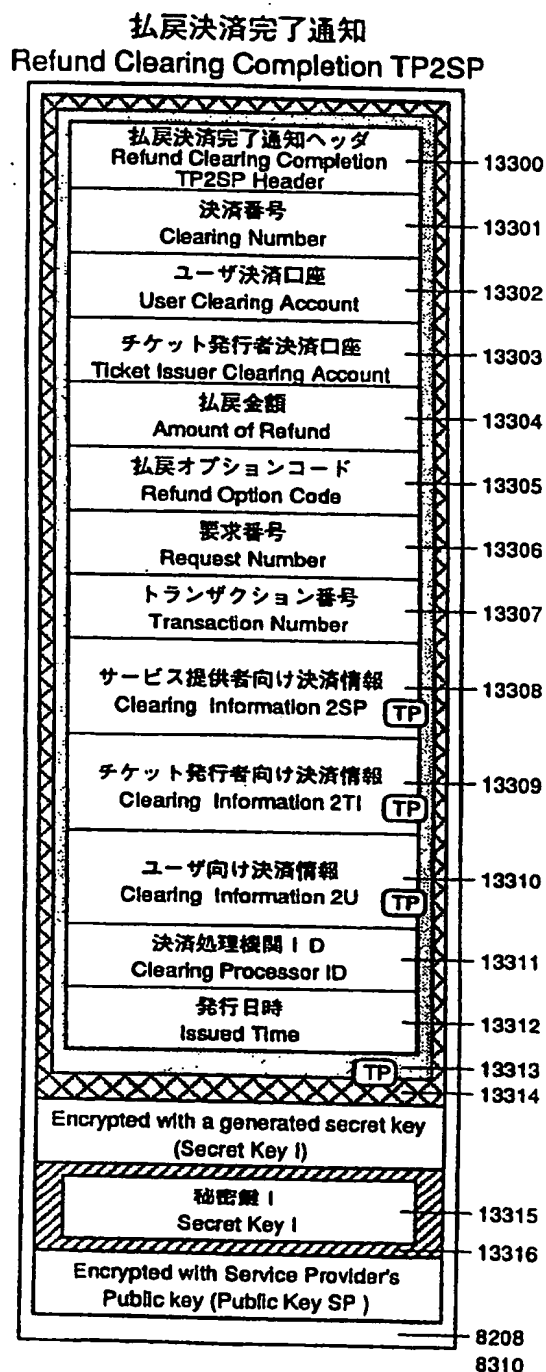 払戻決済完了通知
Refund Clearing Completion TP2SP
払戻決済完了通知ヘッダ
Refund Clearing Completion
TP2SP Header
13300
決済番号
Clearing Number
13301
ユーザ決済口座
User Clearing Account
13302
チケット発行者決済口座
Ticket Issuer Clearing Account
13303
払戻金額
Amount of Refund
13304
払戻オプションコード
Refund Option Code
13305
要求番号
Request Number
13306
トランザクション番号
Transaction Number
13307
サービス提供者向け決済情報
Clearing Information 2SP
TP
13308
チケット発行者向け決済情報
Clearing Information 2TI
TP
13309
ユーザ向け決済情報
Clearing Information 2U
TP
13310
決済処理機関ID
Clearing Processor ID
13311
発行日時
Issued Time
13312
TP
13313
13314
Encrypted with a generated secret key
(Secret Key I)
秘密鍵 I
Secret Key I
13315
13316
Encrypted with Service Provider's
Public key (Public Key SP )
8208
8310